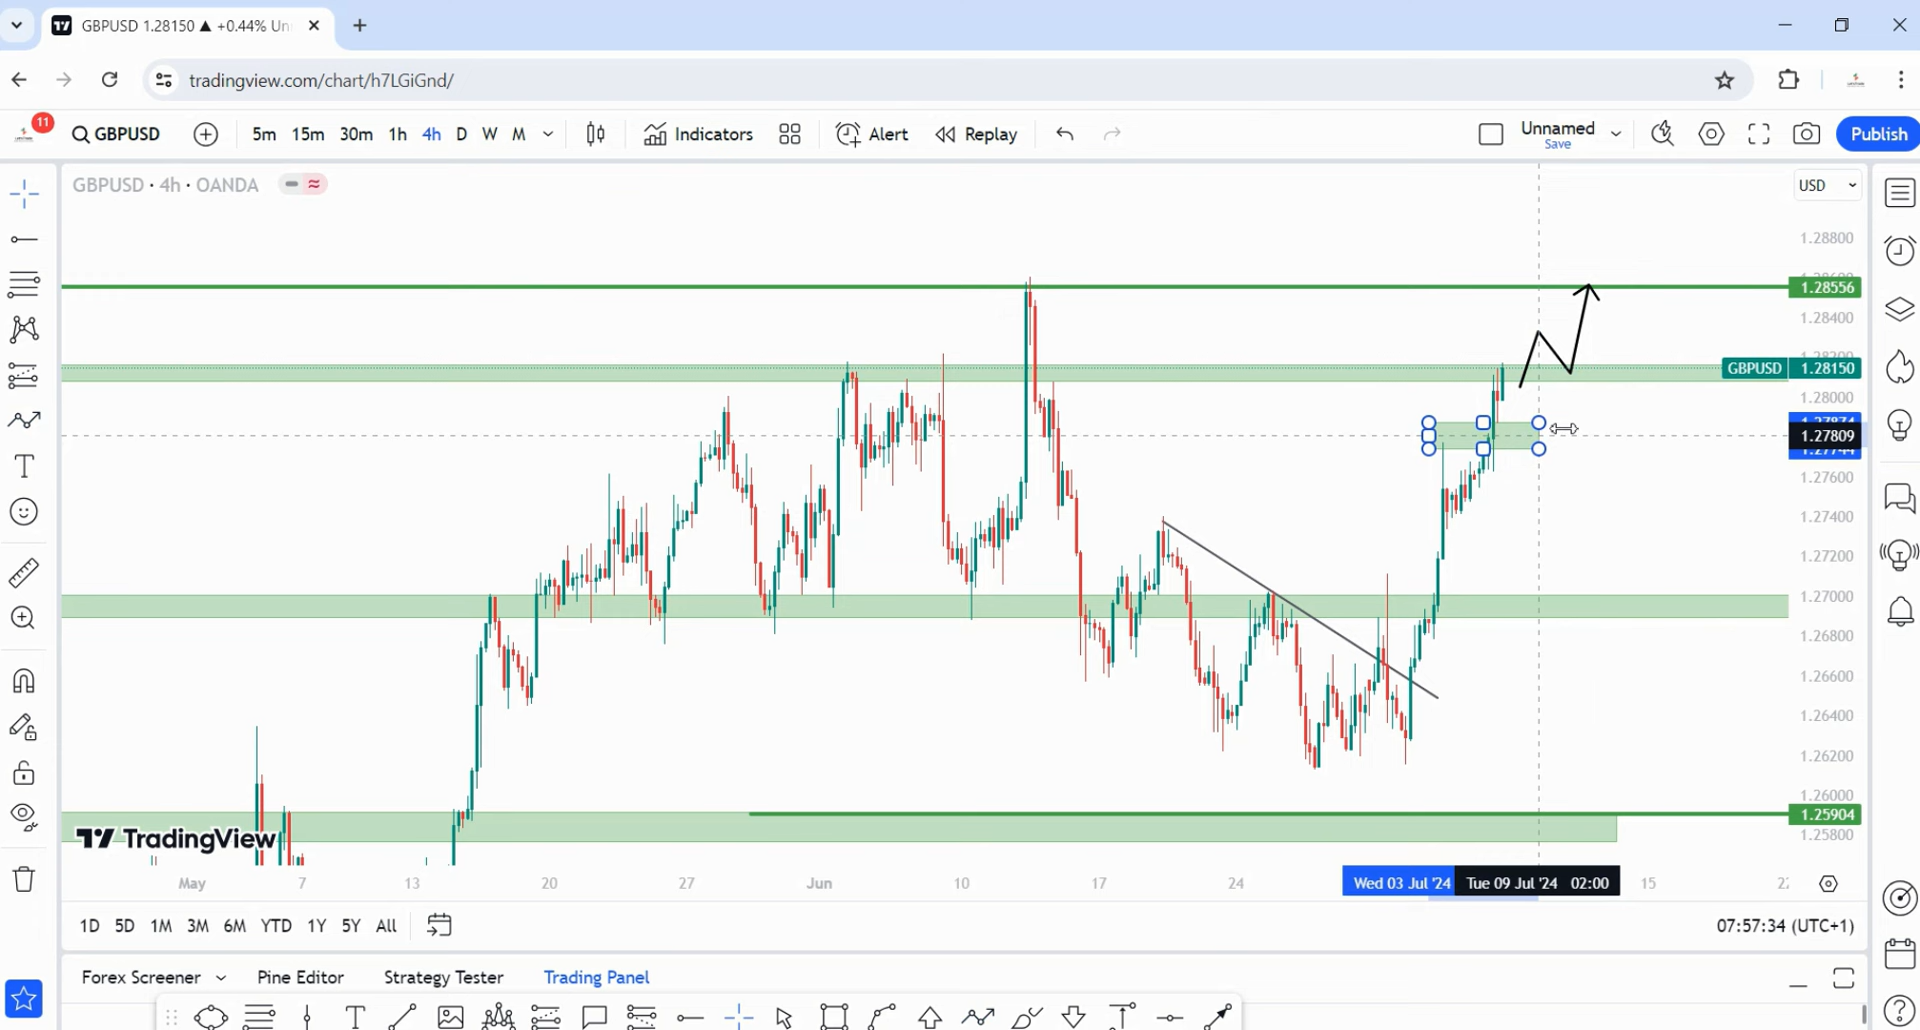 GBPUSD 1.28150 ▲ +0.44% Un
tradingview.com/chart/h7LGiGnd/
11
GBPUSD 5m 15m 30m 1h 4h D W M Indicators Alert Replay Unnamed Save Publish
GBPUSD · 4h · OANDA
USD
1.28800
1.28556
1.28400
GBPUSD 1.28150
1.28000
1.27809
1.27600
1.27400
1.27200
1.27000
1.26800
1.26600
1.26400
1.26200
1.26000
1.25904
1.25800
TradingView
May 7 13 20 27 Jun 10 17 24 Wed 03 Jul '24 Tue 09 Jul '24 02:00 15
1D 5D 1M 3M 6M YTD 1Y 5Y All 07:57:34 (UTC+1)
Forex Screener Pine Editor Strategy Tester Trading Panel